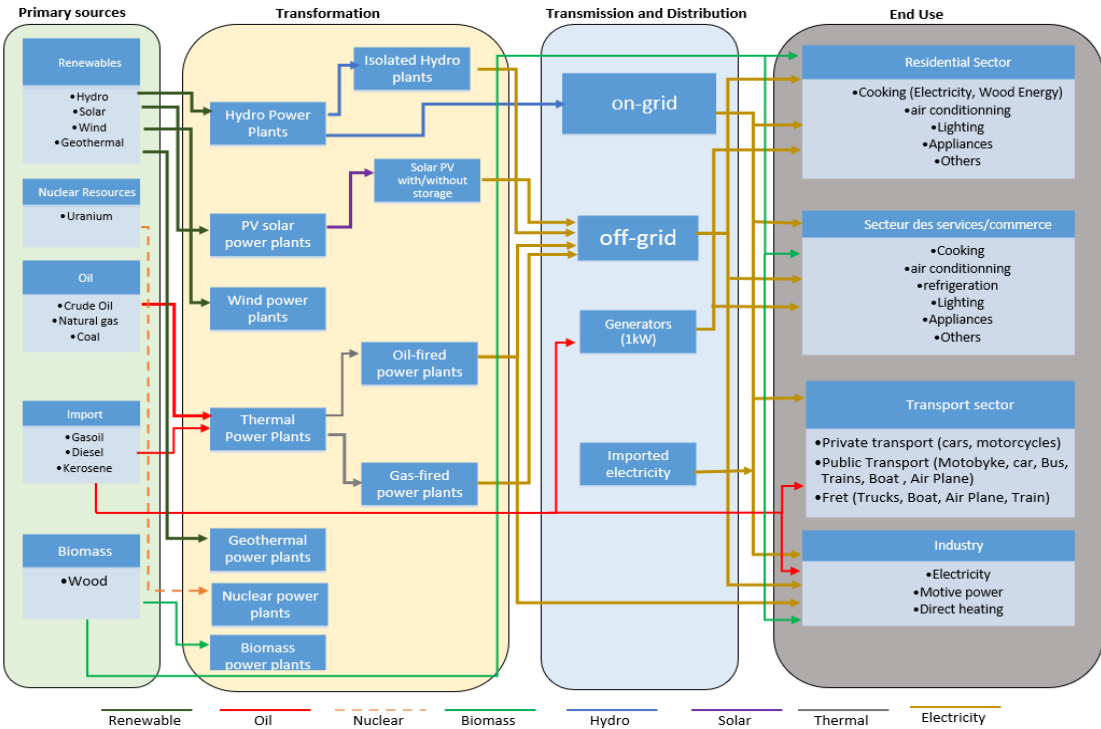 Primary sources
Transformation
Transmission and Distribution
End Use
Renewables
•Hydro
•Solar
•Wind
•Geothermal
Nuclear Resources
•Uranium
Oil
•Crude Oil
•Natural gas
•Coal
Import
•Gasoil
•Diesel
•Kerosene
Biomass
•Wood
Isolated Hydro
plants
Hydro Power
Plants
Solar PV
with/without
storage
PV solar
power plants
Wind power
plants
Oil-fired
power plants
Thermal
Power Plants
Gas-fired
power plants
Geothermal
power plants
Nuclear power
plants
Biomass
power plants
on-grid
off-grid
Generators
(1kW)
Imported
electricity
Residential Sector
•Cooking (Electricity, Wood Energy)
•air conditionning
•Lighting
•Appliances
•Others
Secteur des services/commerce
•Cooking
•air conditionning
•refrigeration
•Lighting
•Appliances
•Others
Transport sector
•Private transport (cars, motorcycles)
•Public Transport (Motobyke, car, Bus,
Trains, Boat , Air Plane)
•Fret (Trucks, Boat, Air Plane, Train)
Industry
•Electricity
•Motive power
•Direct heating
Renewable
Oil
Nuclear
Biomass
Hydro
Solar
Thermal
Electricity